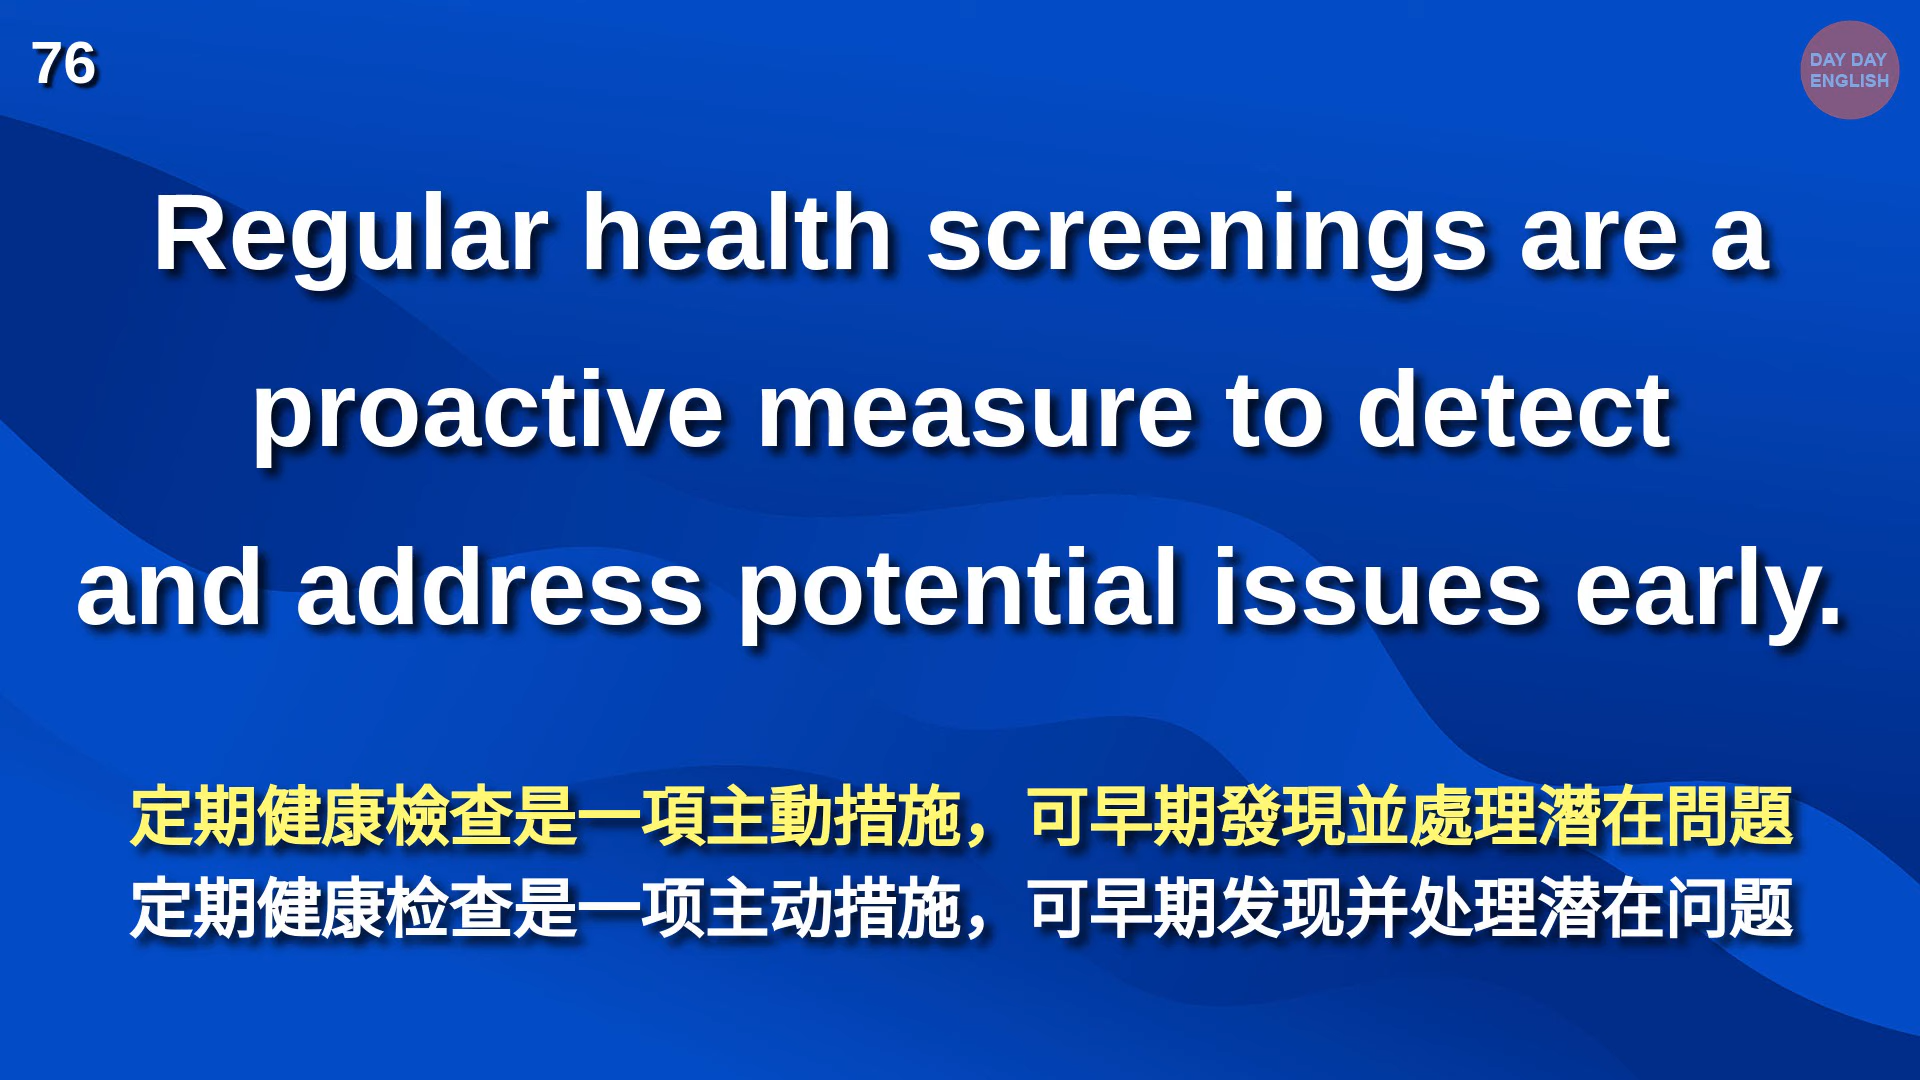 76
DAY DAY
ENGLISH
Regular health screenings are a
proactive measure to detect
and address potential issues early.
定期健康檢查是一項主動措施，可早期發現並處理潛在問題
定期健康检查是一项主动措施，可早期发现并处理潜在问题